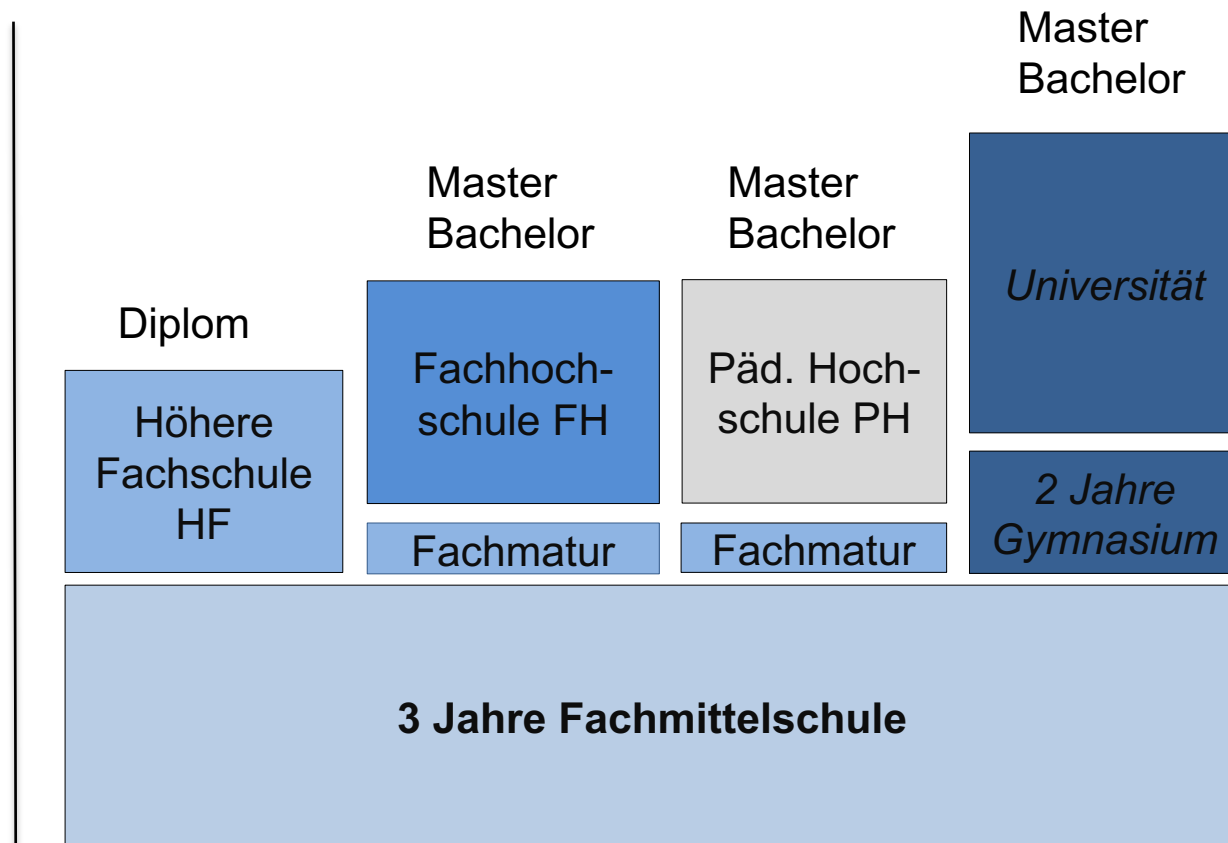 Master
Bachelor
Master
Bachelor
Master
Bachelor
Universität
Diplom
Fachhoch-
schule FH
Päd. Hoch-
schule PH
Höhere
Fachschule
HF
2 Jahre
Gymnasium
Fachmatur
Fachmatur
3 Jahre Fachmittelschule